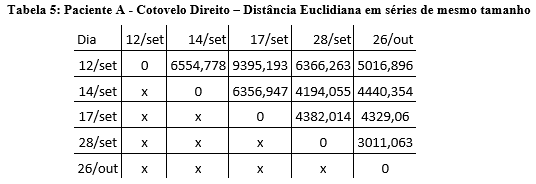 Tabela 5: Paciente A - Cotovelo Direito – Distância Euclidiana em séries de mesmo tamanho
Dia 12/set 14/set 17/set 28/set 26/out
12/set 0 6554,778 9395,193 6366,263 5016,896
14/set x 0 6356,947 4194,055 4440,354
17/set x x 0 4382,014 4329,06
28/set x x x 0 3011,063
26/out x x x x 0